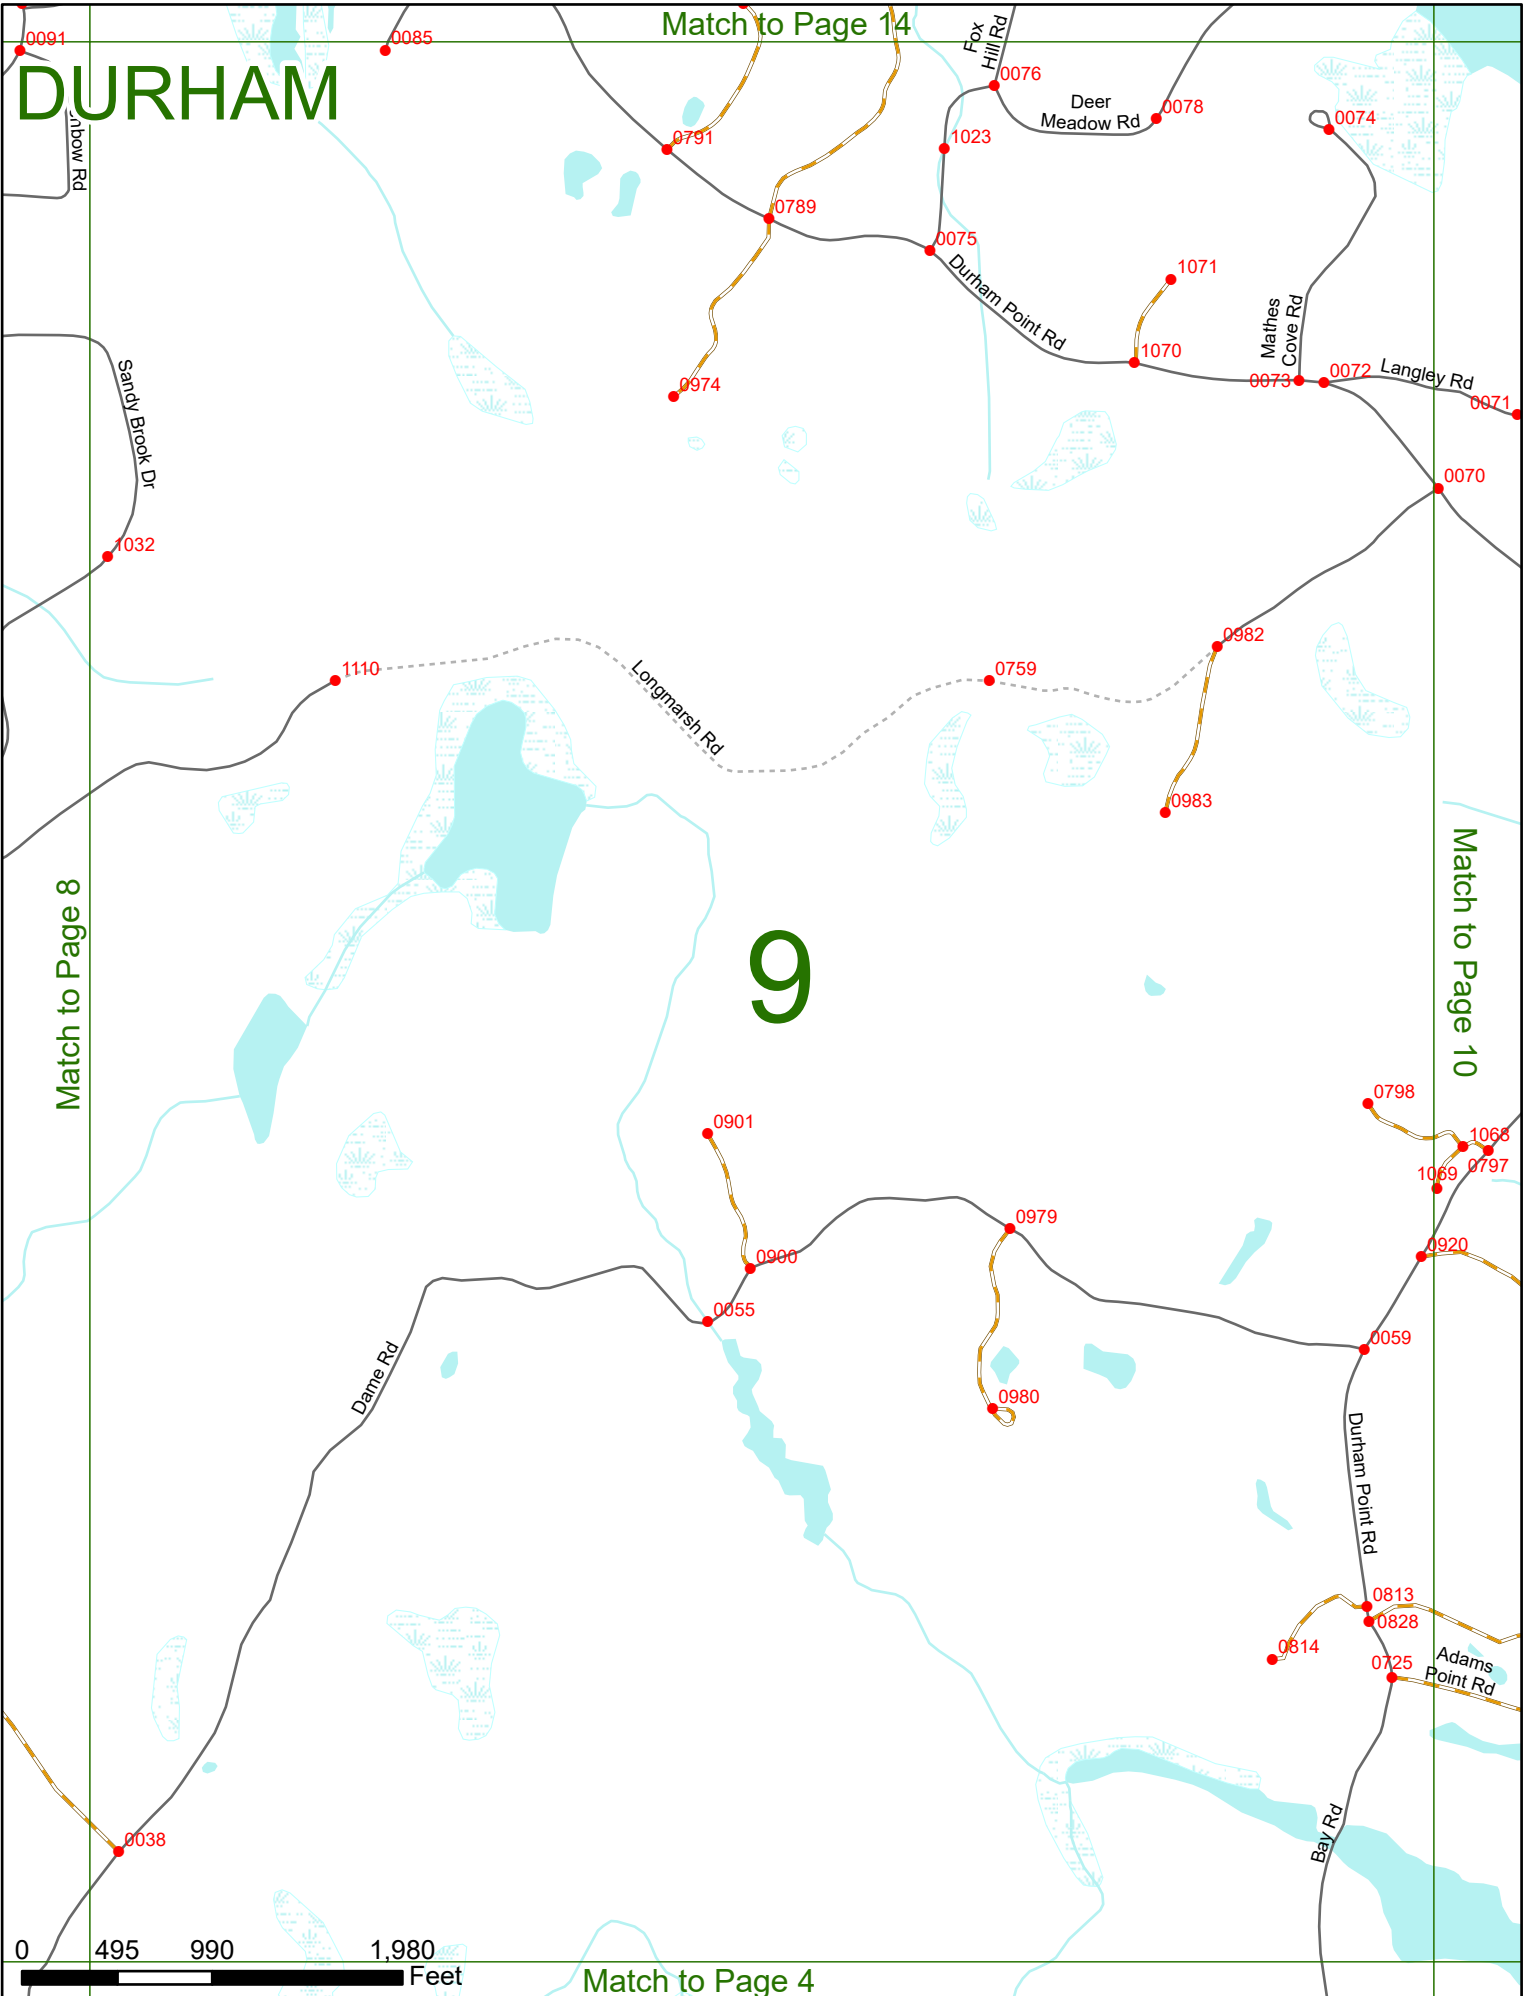 Match to Page 14
0091
0085
DURHAM
Fox
Hill Rd
0076
Deer
Meadow Rd
0078
0074
nbow Rd
0791
1023
0789
0075
Durham Point Rd
1071
Mathes
Cove Rd
1070
0073
0072
Langley Rd
0071
Sandy Brook Dr
0974
0070
1032
0982
1110
Longmarsh Rd
0759
0983
Match to Page 8
9
Match to Page 10
0798
0901
1068
0797
1069
0979
0920
0900
0055
0059
Dame Rd
0980
Durham Point Rd
0813
0828
0814
0725
Adams
Point Rd
0038
Bay Rd
0 495 990 1,980
Feet
Match to Page 4